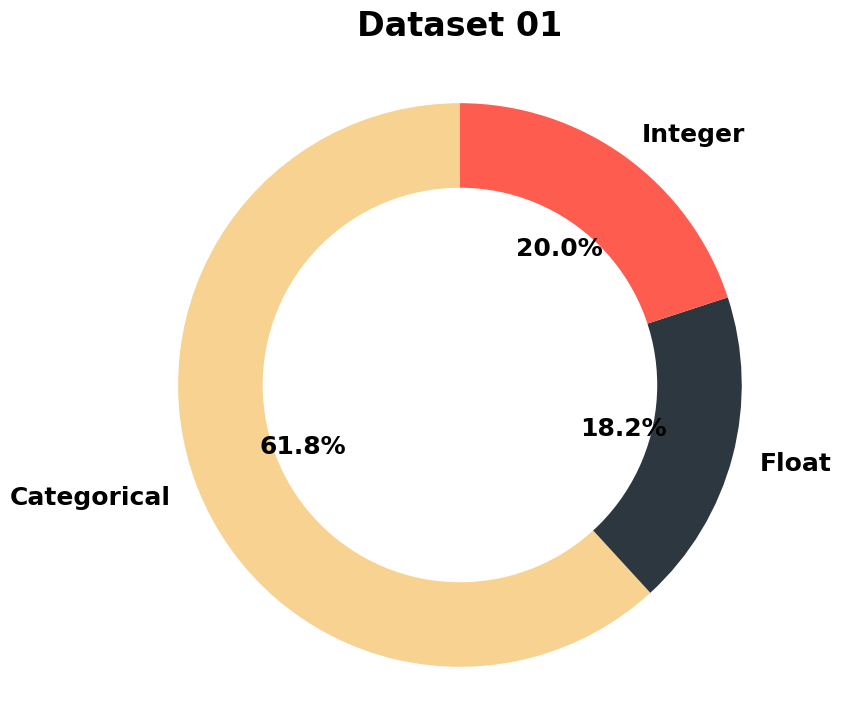 Dataset 01
Integer
20.0%
18.2%
61.8%
Float
Categorical